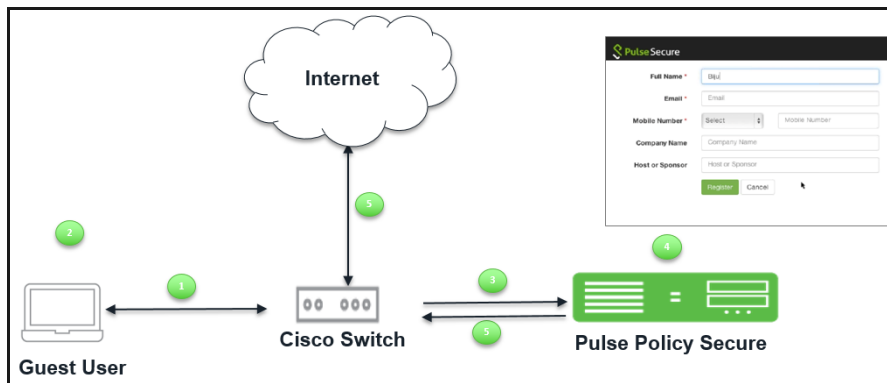 Internet
Pulse Secure
Full Name *
Biju
Email *
Email
Mobile Number *
Select
Mobile Number
Company Name
Company Name
Host or Sponsor
Host or Sponsor
Register
Cancel
2
5
4
1
3
5
Cisco Switch
Pulse Policy Secure
Guest User